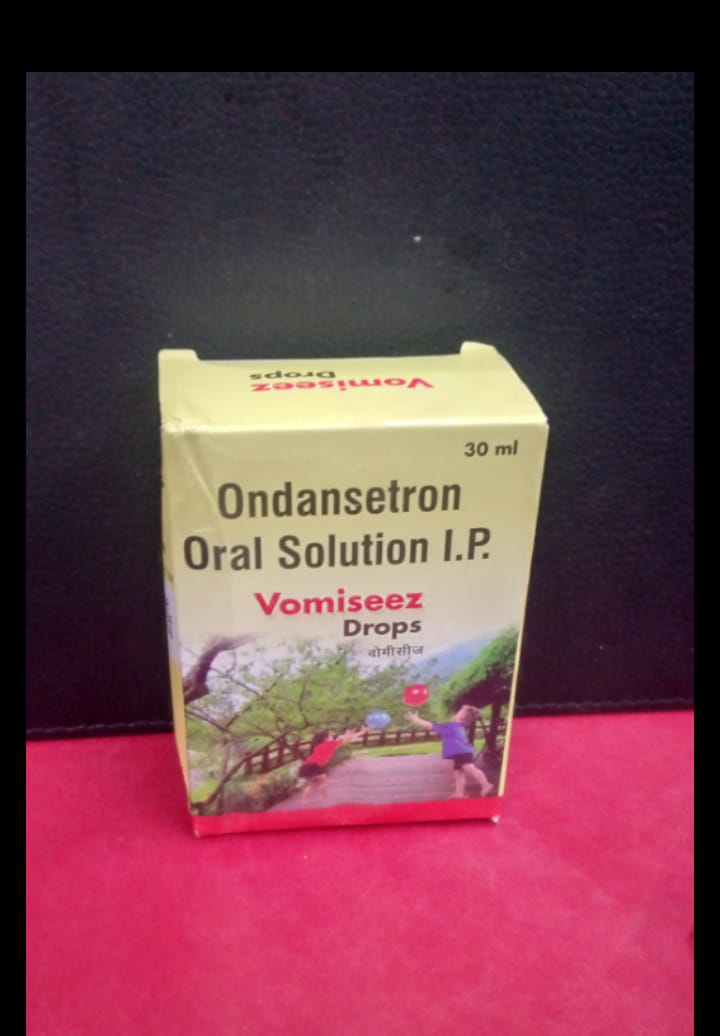 Vomiseez
Drops
30 ml
Ondansetron
Oral Solution I.P.
Vomiseez
Drops
वोमीसीज